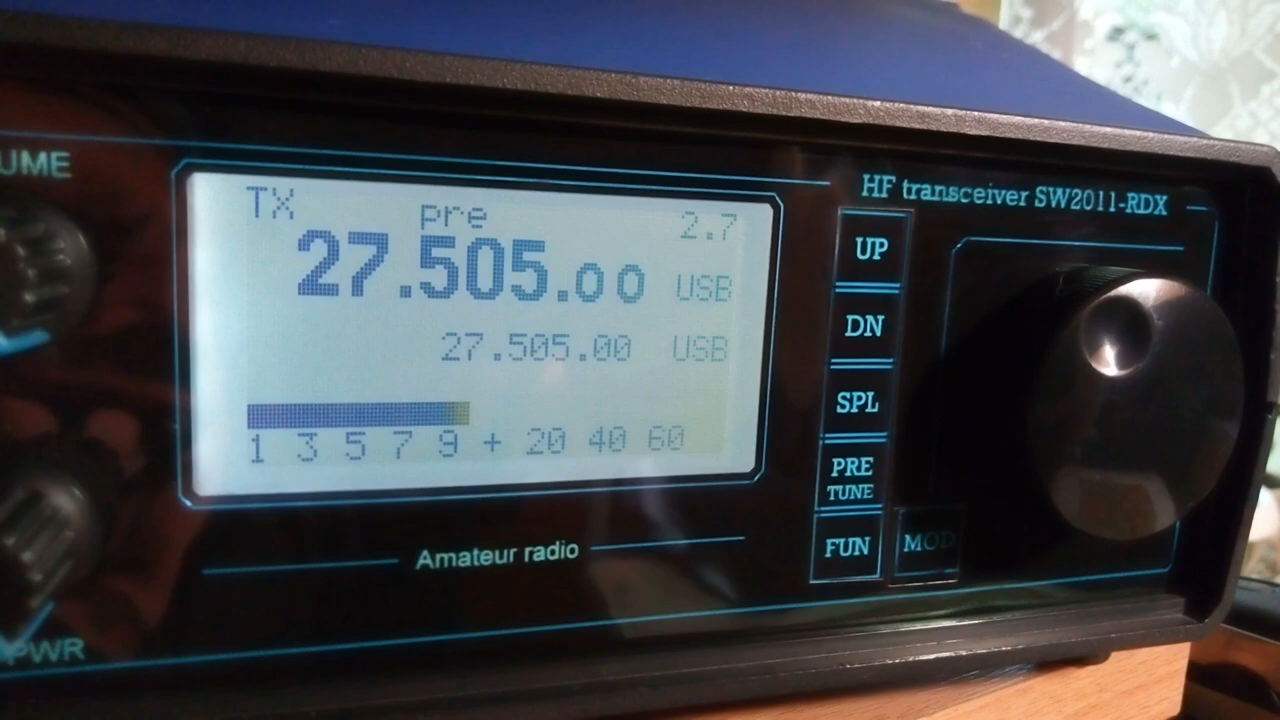 UME
HF transceiver SW2011-RDX
TX pre 2.7
27.505.00 USB
27.505.00 USB
1 3 5 7 9 + 20 40 60
UP
DN
SPL
PRE
TUNE
FUN
MOD
Amateur radio
PWR